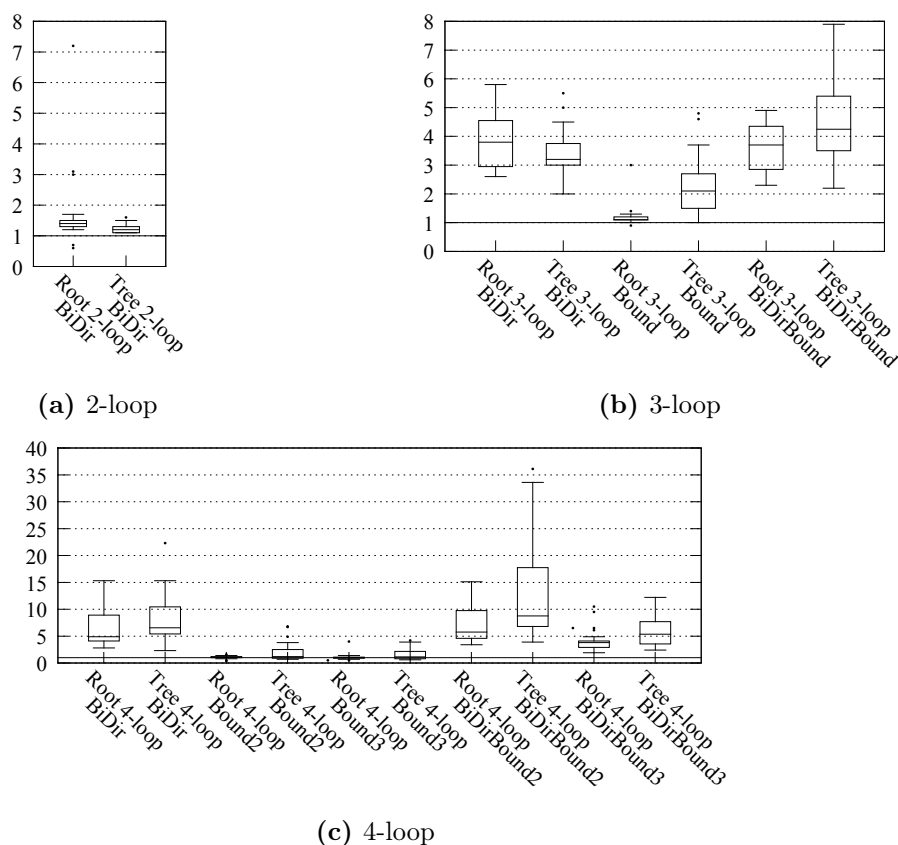 8
7
6
5
4
3
2
1
0
Root 2-loop
BiDir
Tree 2-loop
BiDir
(a) 2-loop
8
7
6
5
4
3
2
1
0
Root 3-loop
BiDir
Tree 3-loop
BiDir
Root 3-loop
Bound
Tree 3-loop
Bound
Root 3-loop
BiDirBound
Tree 3-loop
BiDirBound
(b) 3-loop
40
35
30
25
20
15
10
5
0
Root 4-loop
BiDir
Tree 4-loop
BiDir
Root 4-loop
Bound2
Tree 4-loop
Bound2
Root 4-loop
Bound3
Tree 4-loop
Bound3
Root 4-loop
BiDirBound2
Tree 4-loop
BiDirBound2
Root 4-loop
BiDirBound3
Tree 4-loop
BiDirBound3
(c) 4-loop